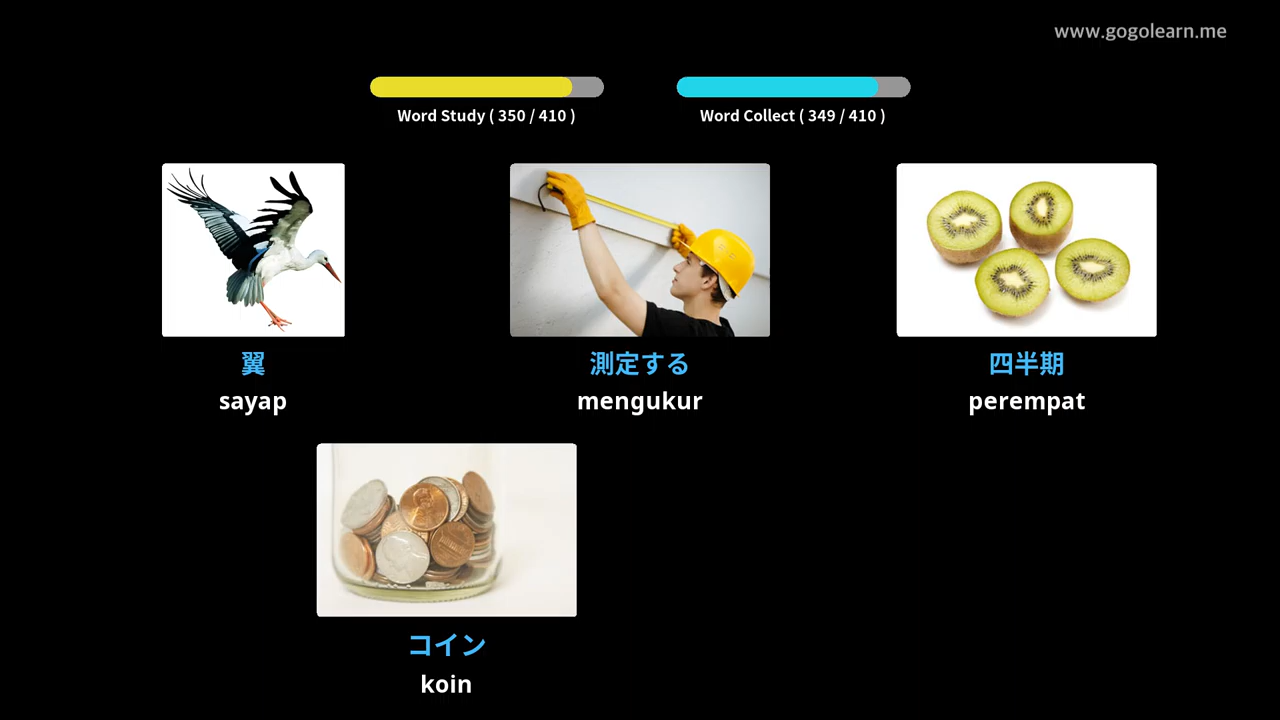 www.gogolearn.me
Word Study ( 350 / 410 )
Word Collect ( 349 / 410 )
翼
sayap
測定する
mengukur
四半期
perempat
コイン
koin